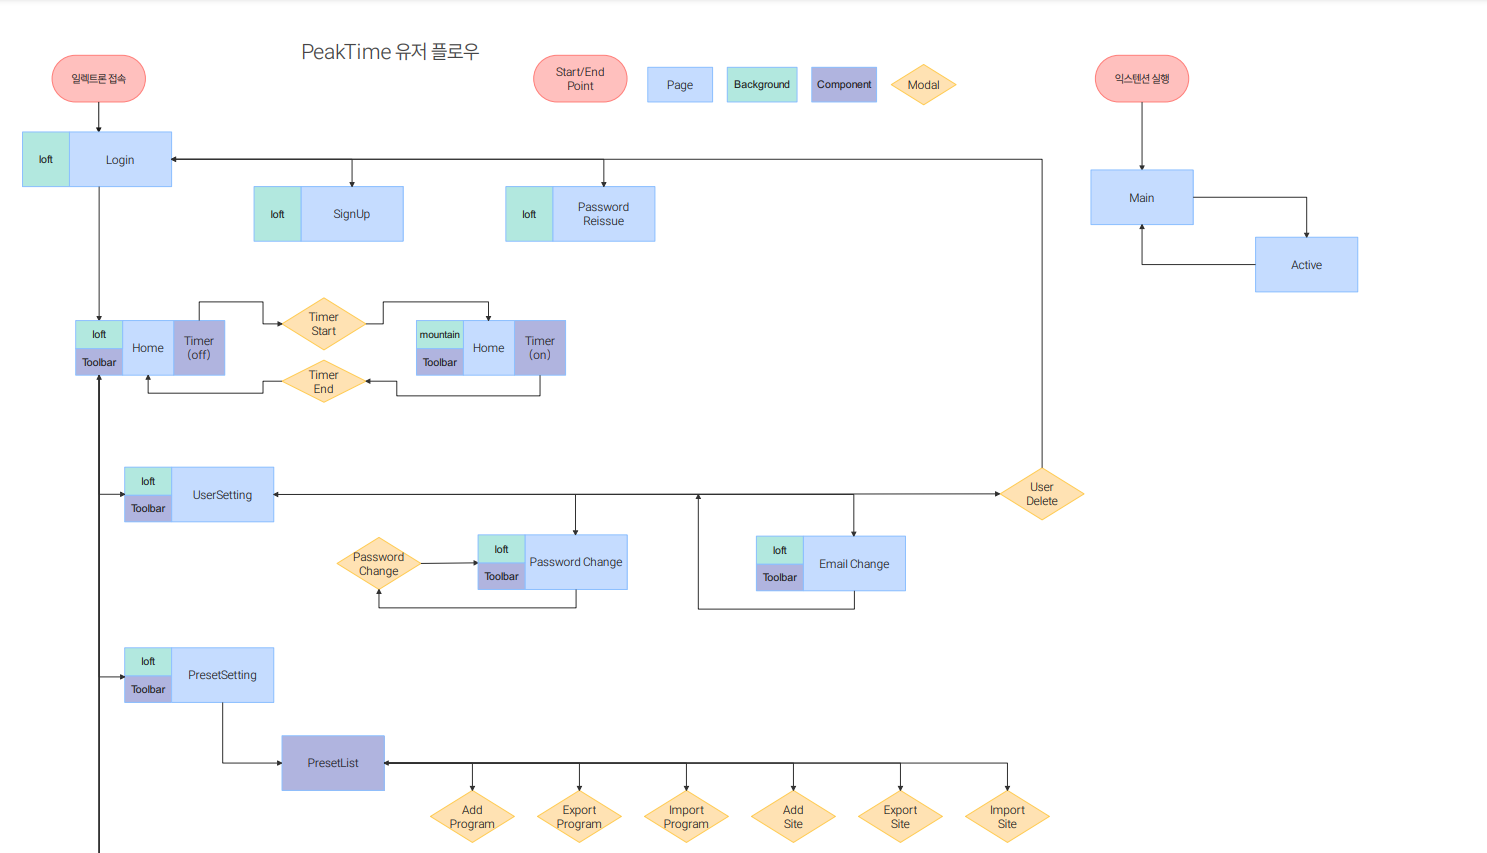 PeakTime 유저 플로우
일렉트론 접속
Start/End
Point
Page
Background
Component
Modal
익스텐션 실행
loft
Login
loft
SignUp
loft
Password
Reissue
Main
Active
loft
Toolbar
Home
Timer
(off)
Timer
Start
mountain
Toolbar
Home
Timer
(on)
Timer
End
loft
Toolbar
UserSetting
User
Delete
Password
Change
loft
Toolbar
Password Change
loft
Toolbar
Email Change
loft
Toolbar
PresetSetting
PresetList
Add
Program
Export
Program
Import
Program
Add
Site
Export
Site
Import
Site